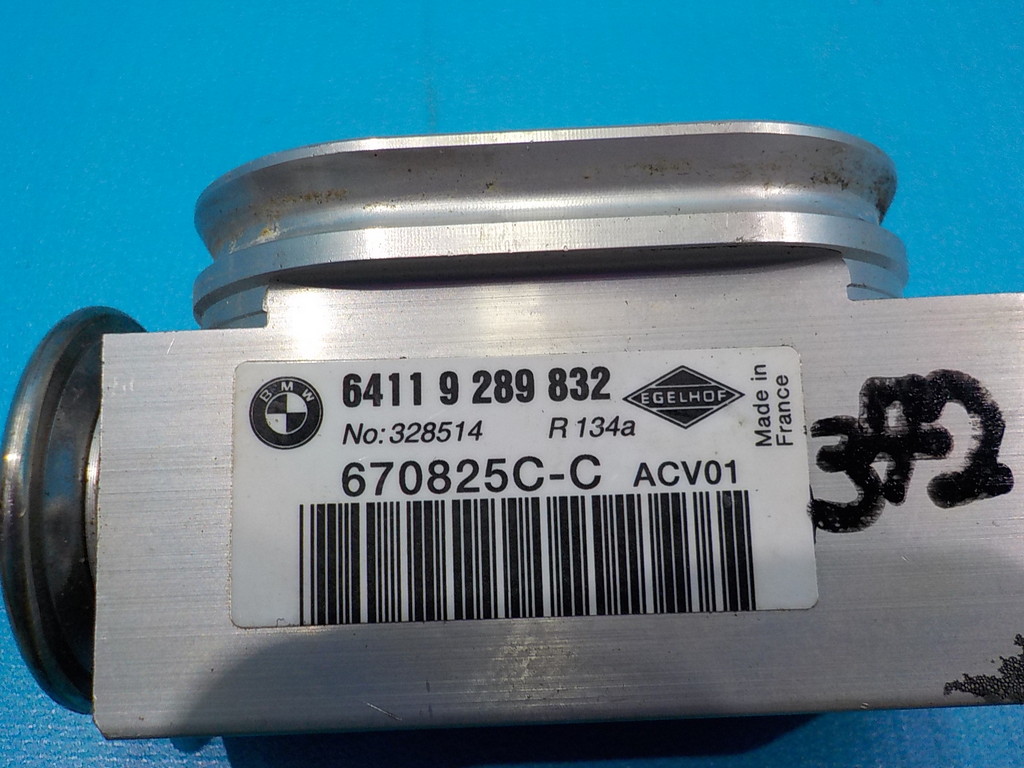 BMW
6411 9 289 832
EGELHOF
No: 328514 R 134a
670825C-C ACV01
Made in
France